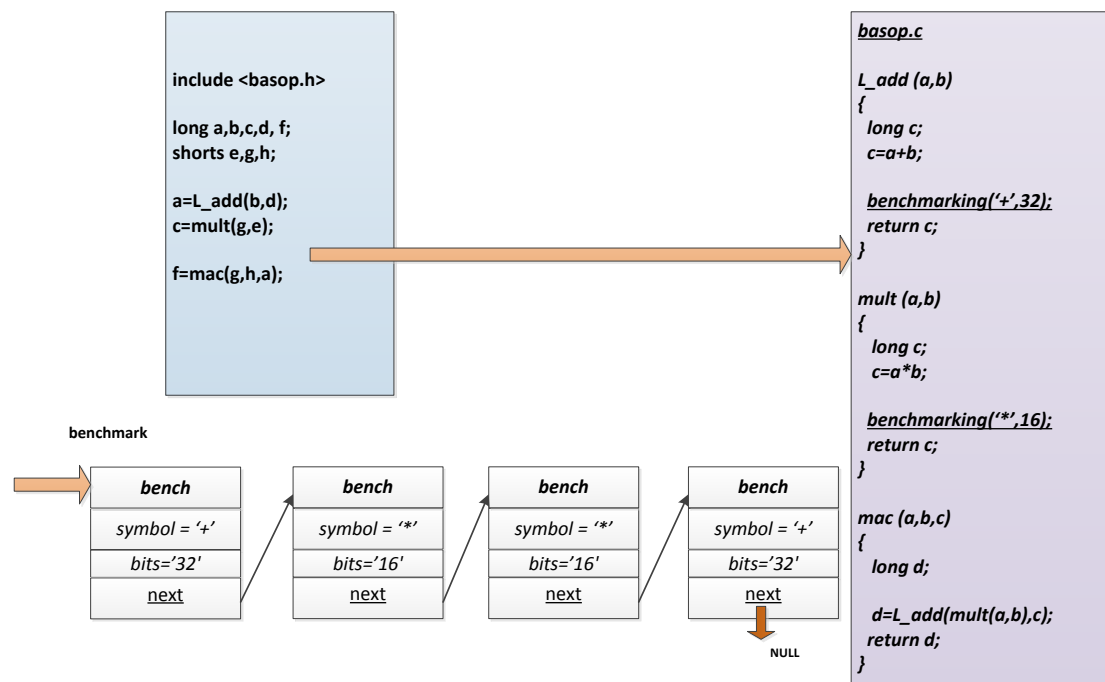 include <basop.h>
long a,b,c,d, f;
shorts e,g,h;
a=L_add(b,d);
c=mult(g,e);
f=mac(g,h,a);
basop.c
L_add (a,b)
{
long c;
c=a+b;
benchmarking(‘+’,32);
return c;
}
mult (a,b)
{
long c;
c=a*b;
benchmarking(‘*’,16);
return c;
}
mac (a,b,c)
{
long d;
d=L_add(mult(a,b),c);
return d;
}
benchmark
bench
symbol = ‘+’
bits=’32'
next
bench
symbol = ‘*’
bits=’16'
next
bench
symbol = ‘*’
bits=’16'
next
bench
symbol = ‘+’
bits=’32'
next
NULL